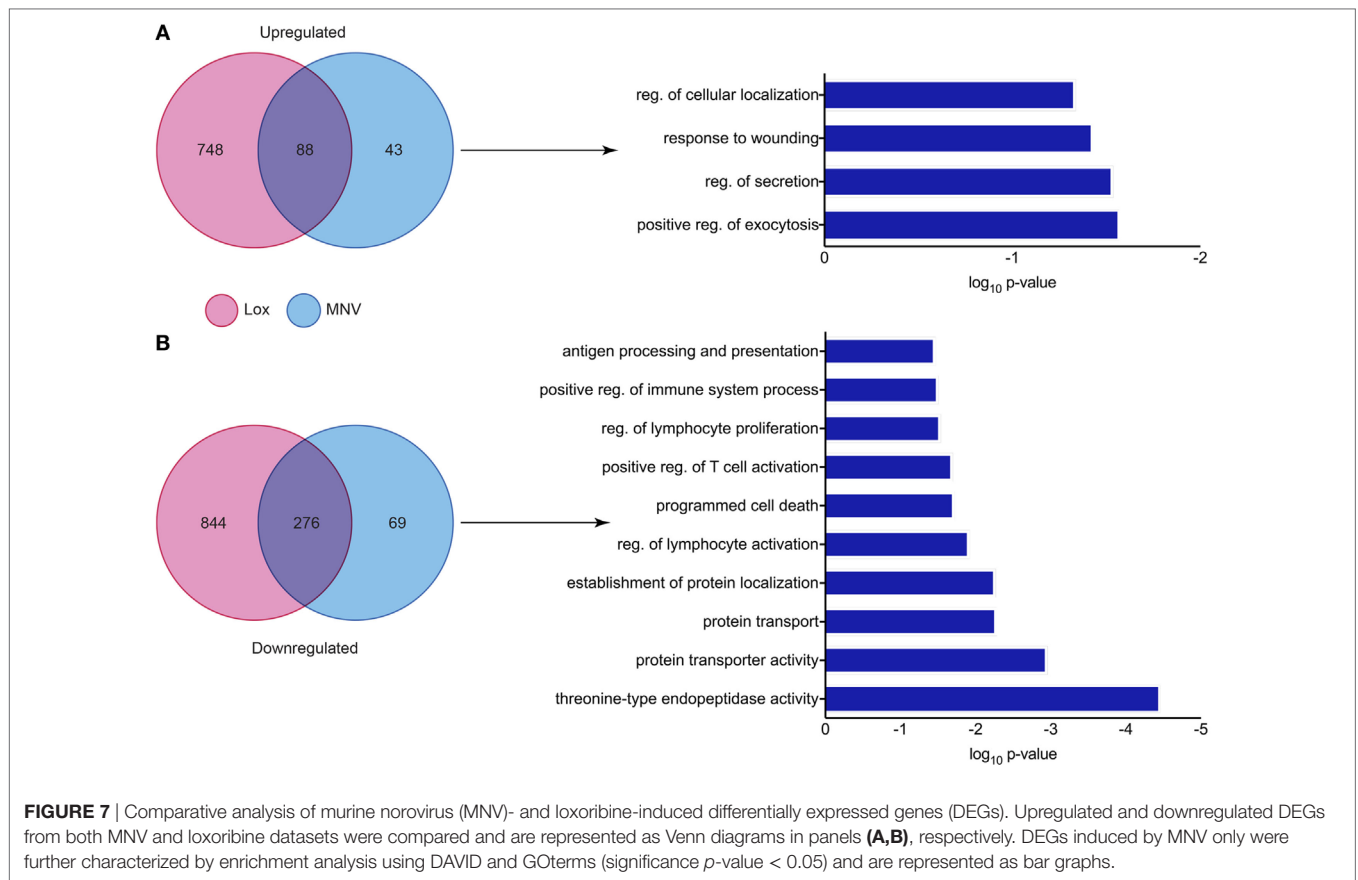 A
Upregulated
748
88
43
reg. of cellular localization
response to wounding
reg. of secretion
positive reg. of exocytosis
0
-1
-2
log10 p-value
Lox
MNV
B
844
276
69
Downregulated
antigen processing and presentation
positive reg. of immune system process
reg. of lymphocyte proliferation
positive reg. of T cell activation
programmed cell death
reg. of lymphocyte activation
establishment of protein localization
protein transport
protein transporter activity
threonine-type endopeptidase activity
0
-1
-2
-3
-4
-5
log10 p-value
FIGURE 7 | Comparative analysis of murine norovirus (MNV)- and loxoribine-induced differentially expressed genes (DEGs). Upregulated and downregulated DEGs
from both MNV and loxoribine datasets were compared and are represented as Venn diagrams in panels (A,B), respectively. DEGs induced by MNV only were
further characterized by enrichment analysis using DAVID and GOterms (significance p-value < 0.05) and are represented as bar graphs.